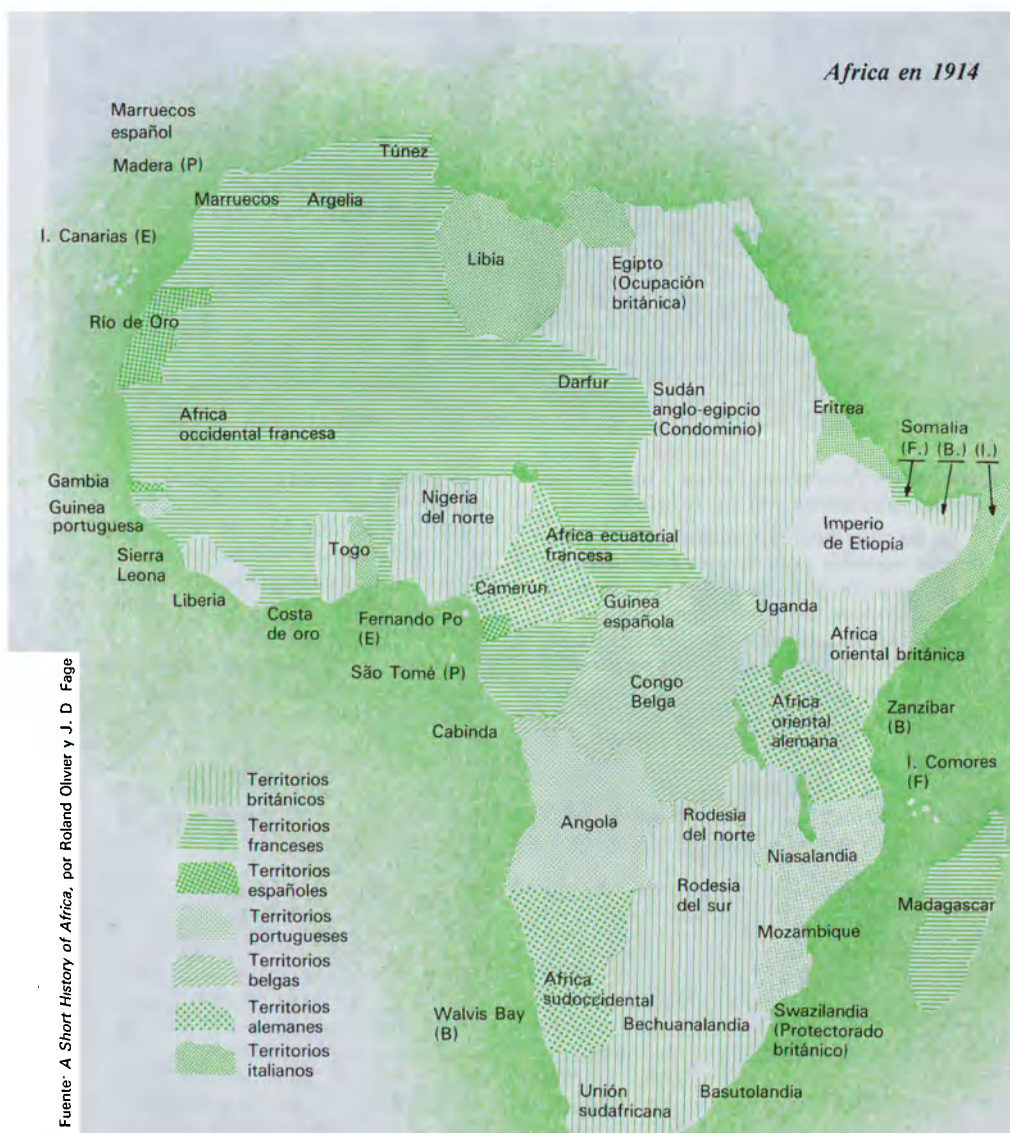 Africa en 1914
Marruecos
español
Madera (P)
Túnez
Marruecos
Argelia
I. Canarias (E)
Libia
Egipto
(Ocupación
británica)
Río de Oro
Darfur
Sudán
anglo-egipcio
(Condominio)
Eritrea
Somalia
(F.) (B.) (I.)
Africa
occidental francesa
Gambia
Guinea
portuguesa
Nigeria
del norte
Imperio
de Etiopía
Africa ecuatorial
francesa
Sierra
Leona
Togo
Liberia
Costa
de oro
Fernando Po
(E)
Camerún
Guinea
española
Uganda
Africa
oriental británica
São Tomé (P)
Congo
Belga
Africa
oriental
alemana
Zanzíbar
(B)
Cabinda
I. Comores
(F)
Angola
Rodesia
del norte
Niasalandia
Rodesia
del sur
Madagascar
Mozambique
Africa
sudoccidental
Walvis Bay
(B)
Bechuanalandia
Swazilandia
(Protectorado
británico)
Unión
sudafricana
Basutolandia
Territorios
británicos
Territorios
franceses
Territorios
españoles
Territorios
portugueses
Territorios
belgas
Territorios
alemanes
Territorios
italianos
Fuente: A Short History of Africa, por Roland Olivier y J. D Fage